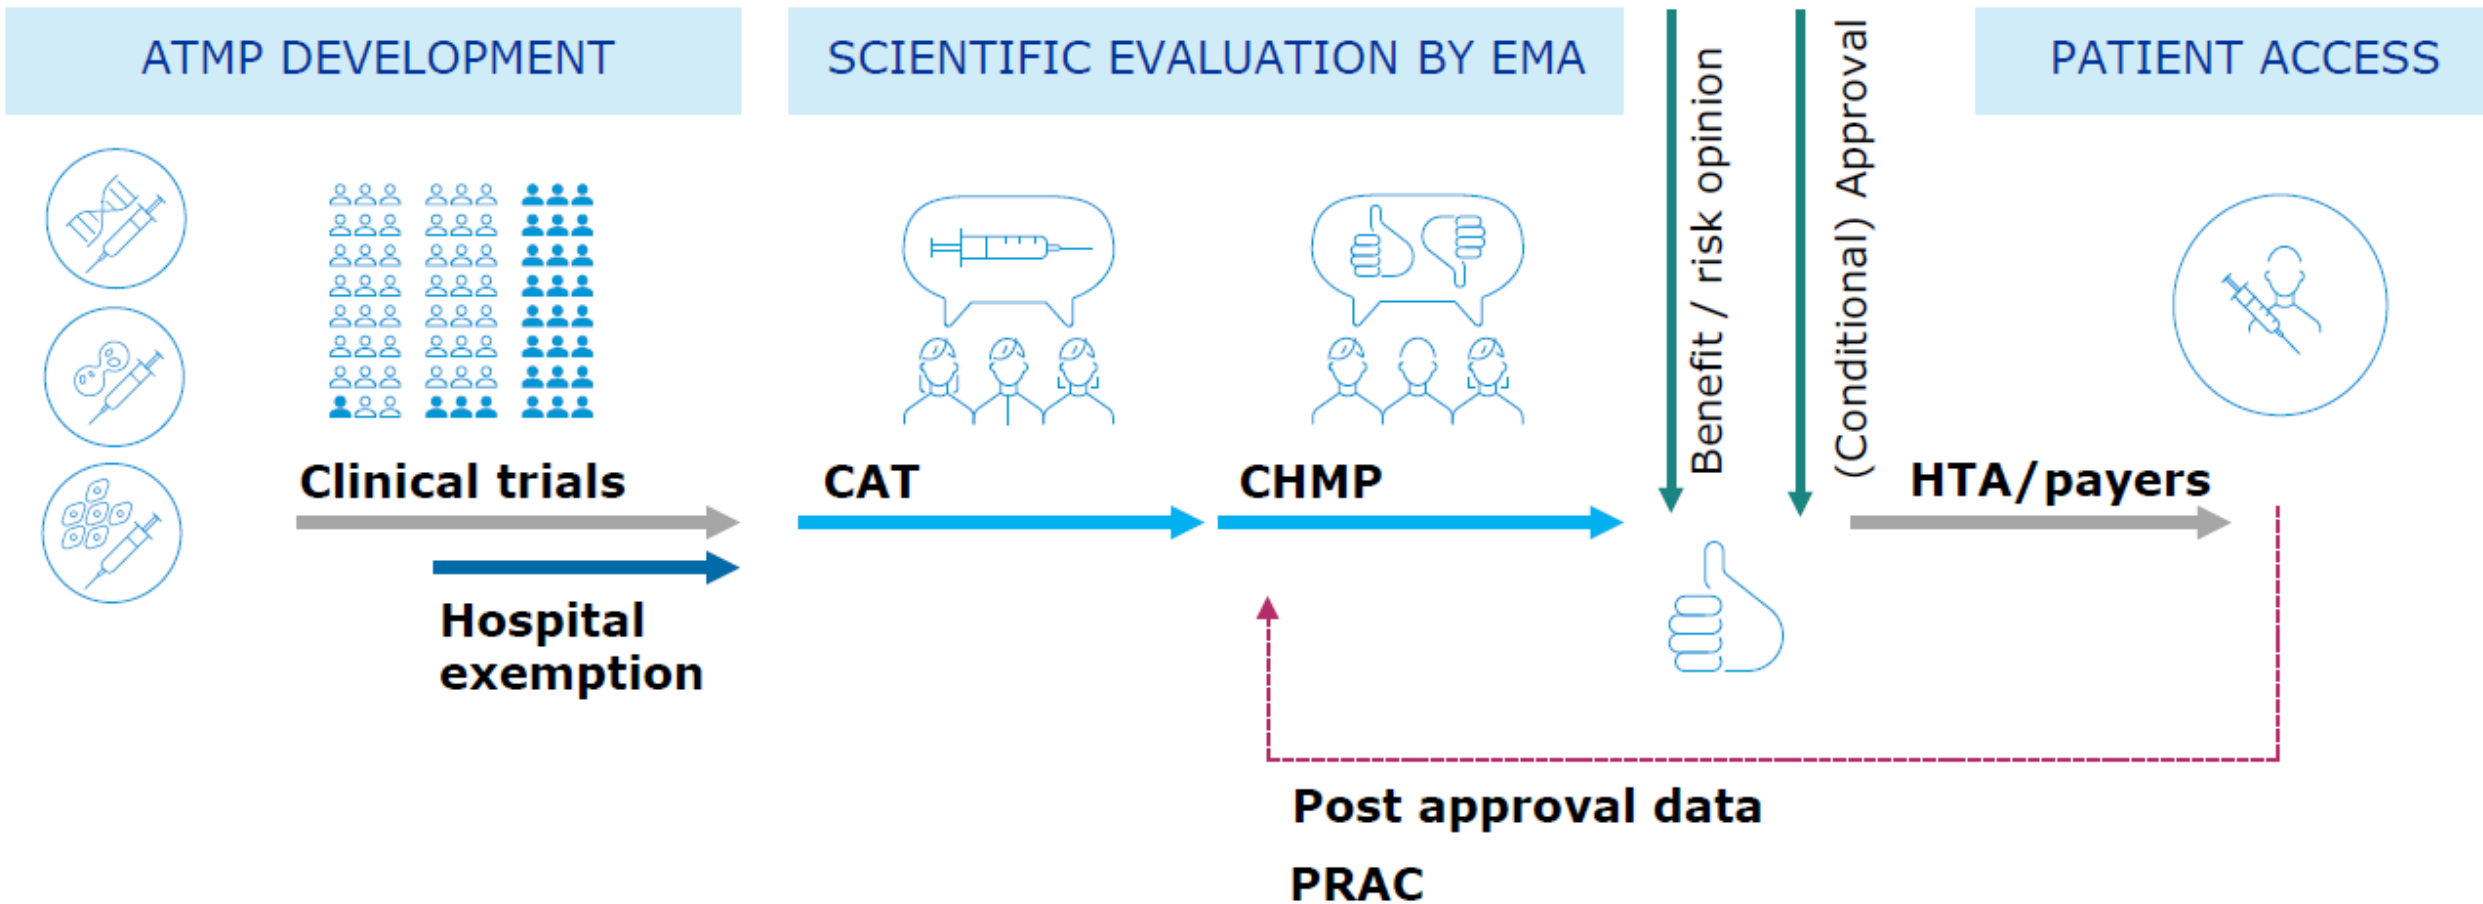 ATMP DEVELOPMENT
SCIENTIFIC EVALUATION BY EMA
Benefit / risk opinion
(Conditional) Approval
PATIENT ACCESS
Clinical trials
CAT
CHMP
HTA/payers
Hospital
exemption
Post approval data
PRAC